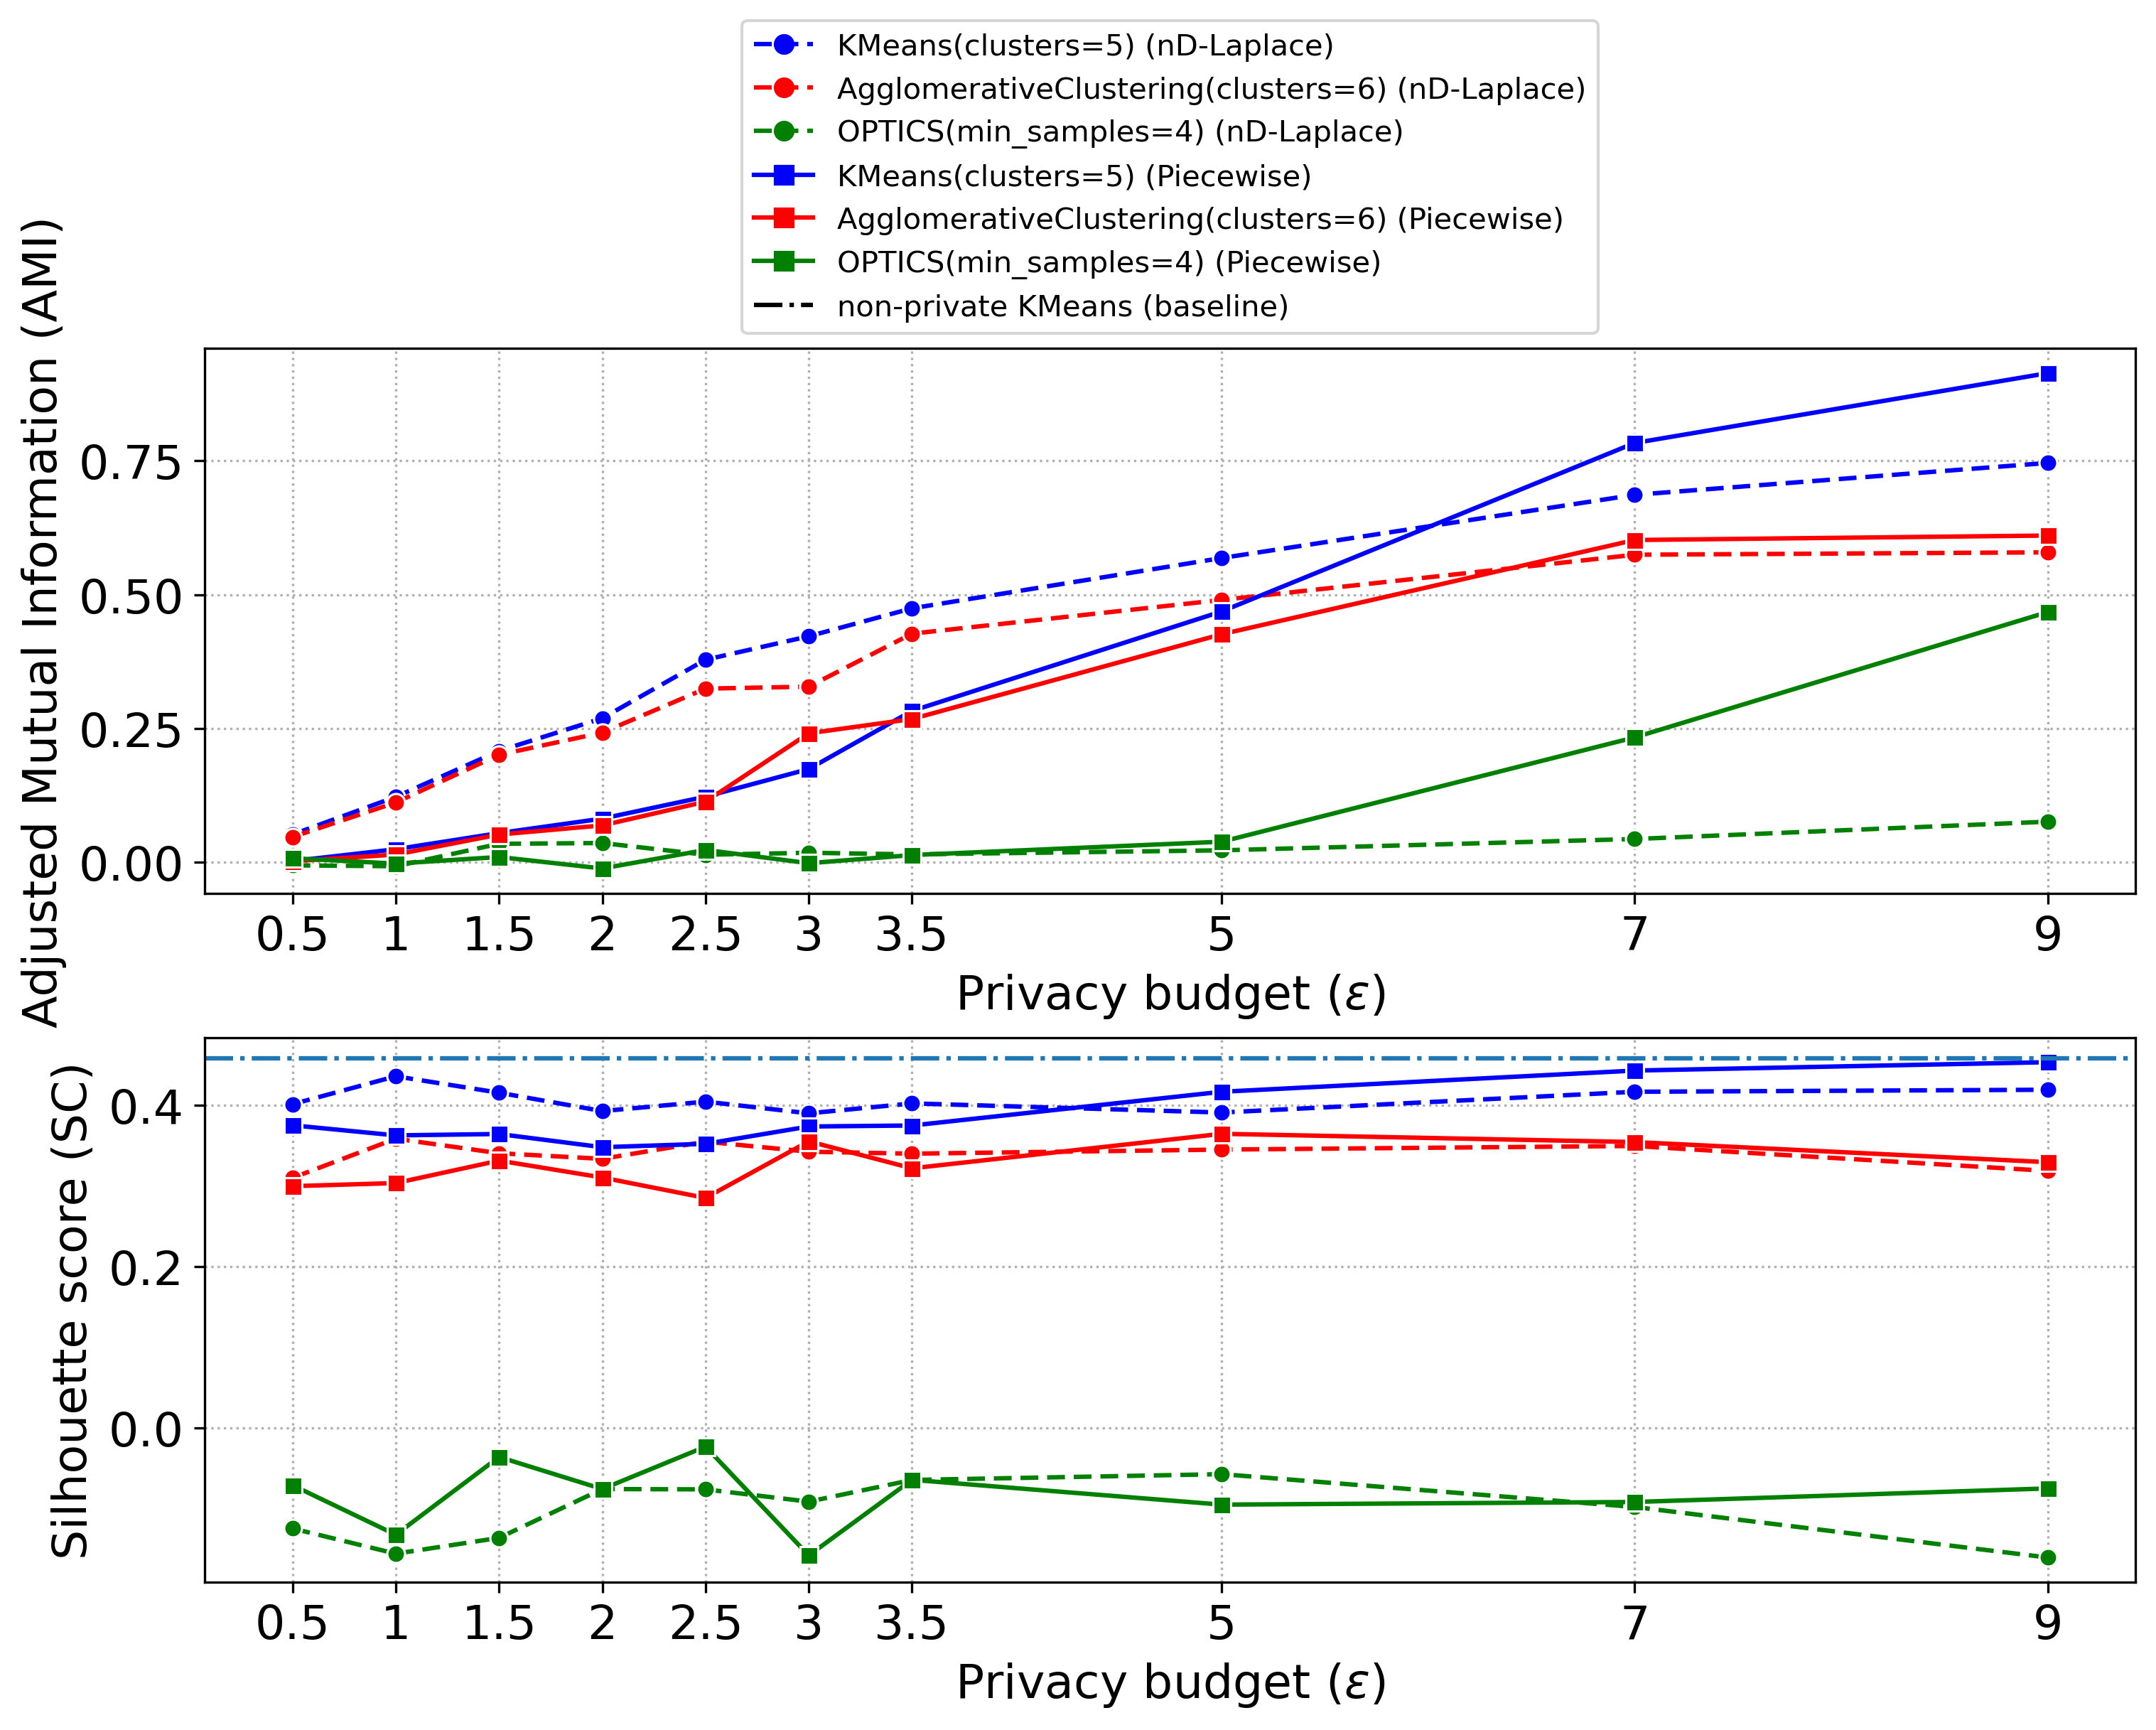 KMeans(clusters=5) (nD-Laplace)
AgglomerativeClustering(clusters=6) (nD-Laplace)
OPTICS(min_samples=4) (nD-Laplace)
KMeans(clusters=5) (Piecewise)
AgglomerativeClustering(clusters=6) (Piecewise)
OPTICS(min_samples=4) (Piecewise)
non-private KMeans (baseline)
Adjusted Mutual Information (AMI)
0.75
0.50
0.25
0.00
0.5 1 1.5 2 2.5 3 3.5 5 7 9
Privacy budget (ε)
Silhouette score (SC)
0.4
0.2
0.0
0.5 1 1.5 2 2.5 3 3.5 5 7 9
Privacy budget (ε)